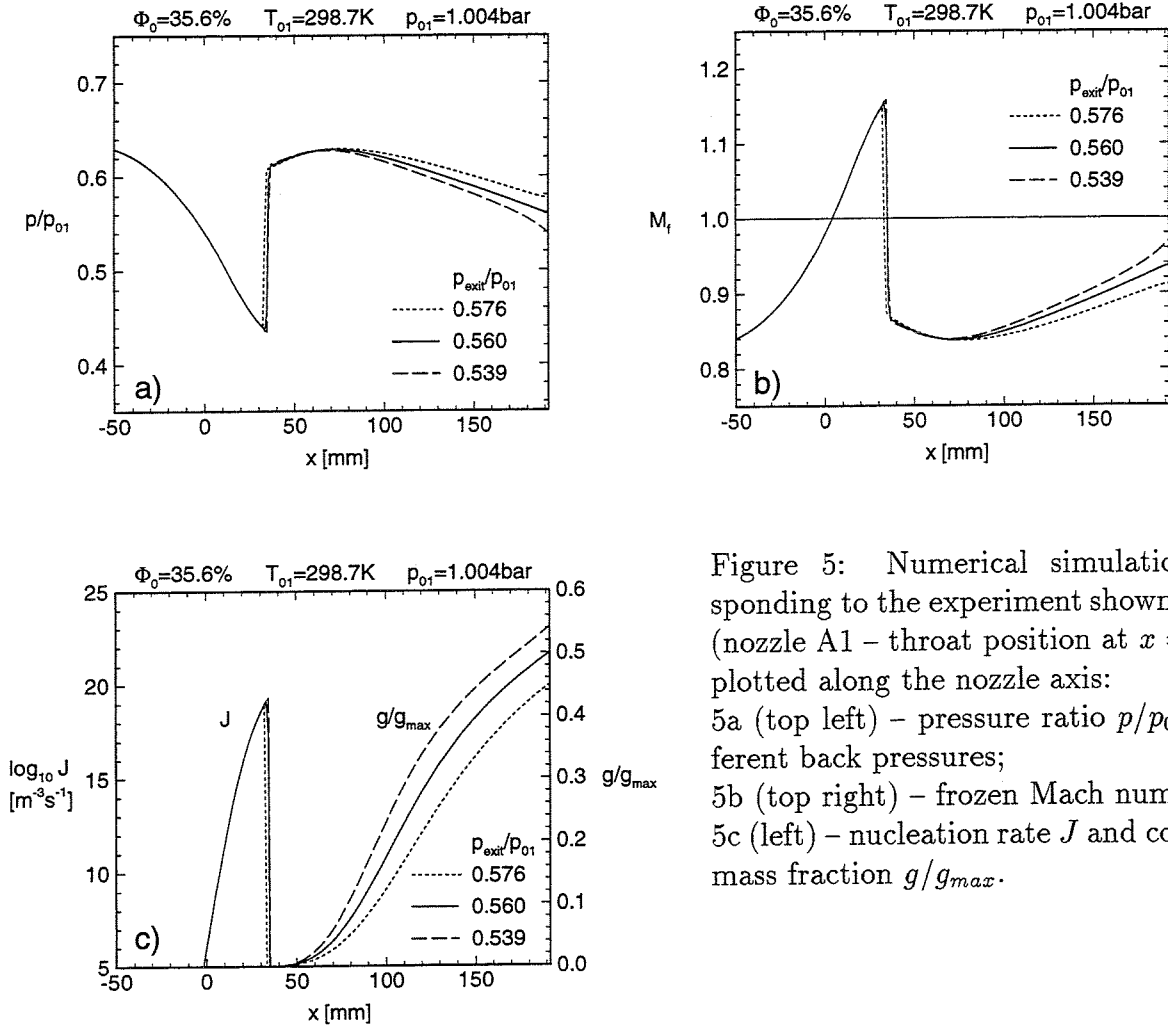 Φ0=35.6% T01=298.7K p01=1.004bar
0.7
0.6
p/p01
0.5
0.4
pexit/p01
0.576
0.560
0.539
a)
-50 0 50 100 150
x [mm]
Φ0=35.6% T01=298.7K p01=1.004bar
1.2
1.1
1.0
Mf
0.9
0.8
pexit/p01
0.576
0.560
0.539
b)
-50 0 50 100 150
x [mm]
Φ0=35.6% T01=298.7K p01=1.004bar
25
20
15
10
5
log10 J
[m-3s-1]
J
g/gmax
0.6
0.5
0.4
0.3
0.2
0.1
0.0
g/gmax
pexit/p01
0.576
0.560
0.539
c)
-50 0 50 100 150
x [mm]
Figure 5: Numerical simulatio
sponding to the experiment shown
(nozzle A1 – throat position at x =
plotted along the nozzle axis:
5a (top left) – pressure ratio p/p0
ferent back pressures;
5b (top right) – frozen Mach num
5c (left) – nucleation rate J and co
mass fraction g/gmax.